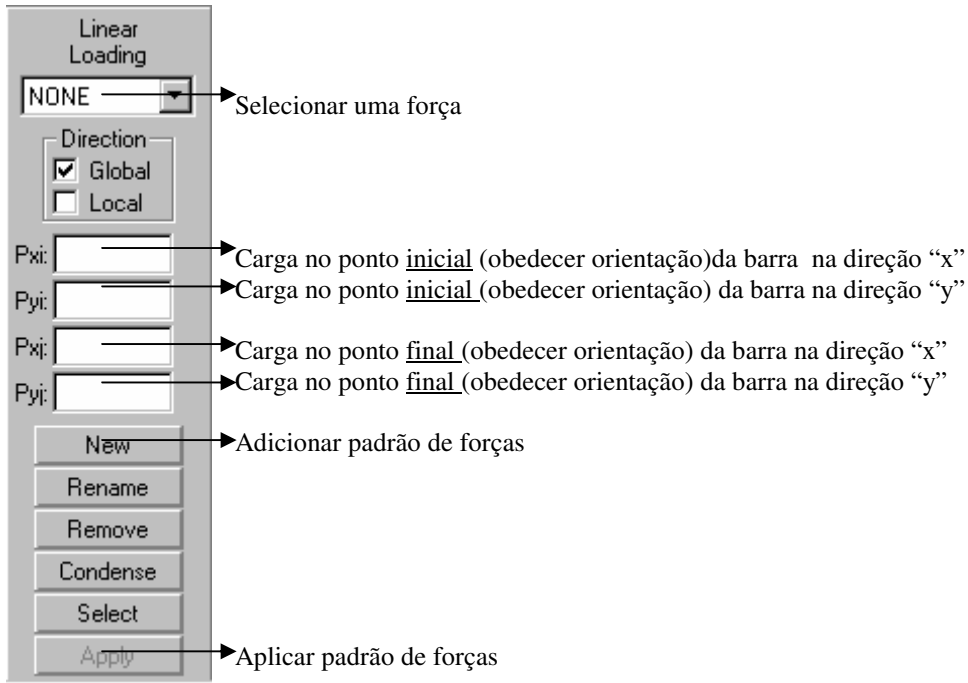 Linear
Loading
NONE
Selecionar uma força
Direction
Global
Local
Pxi:
Carga no ponto inicial (obedecer orientação)da barra na direção “x”
Pyi:
Carga no ponto inicial (obedecer orientação) da barra na direção “y”
Pxj:
Carga no ponto final (obedecer orientação) da barra na direção “x”
Pyj:
Carga no ponto final (obedecer orientação) da barra na direção “y”
New
Adicionar padrão de forças
Rename
Remove
Condense
Select
Apply
Aplicar padrão de forças